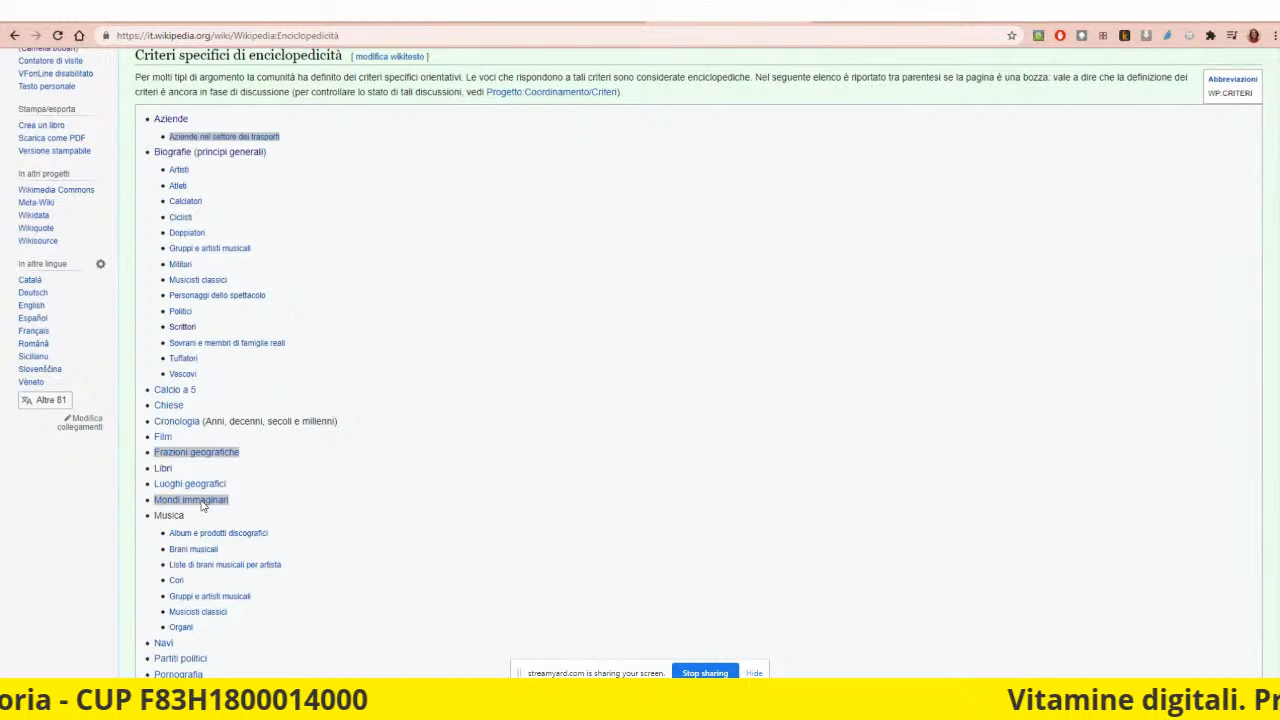 https://it.wikipedia.org/wiki/Wikipedia:Enciclopedicità
Contatore di visite
VFOnLine disabilitato
Testo personale
Stampa/esporta
Crea un libro
Scarica come PDF
Versione stampabile
In altri progetti
Wikimedia Commons
Meta-Wiki
Wikidata
Wikiquote
Wikisource
In altre lingue
Català
Deutsch
English
Español
Français
Română
Sicilianu
Slovenščina
Vèneto
Altre 81
Modifica
collegamenti
Criteri specifici di enciclopedicità [ modifica wikitesto ]
Per molti tipi di argomento la comunità ha definito dei criteri specifici orientativi. Le voci che rispondono a tali criteri sono considerate enciclopediche. Nel seguente elenco è riportato tra parentesi se la pagina è una bozza: vale a dire che la definizione dei
criteri è ancora in fase di discussione (per controllare lo stato di tali discussioni, vedi Progetto:Coordinamento/Criteri).
Abbreviazioni
WP:CRITERI
Aziende
Aziende nel settore dei trasporti
Biografie (principi generali)
Artisti
Atleti
Calciatori
Ciclisti
Doppiatori
Gruppi e artisti musicali
Militari
Musicisti classici
Personaggi dello spettacolo
Politici
Scrittori
Sovrani e membri di famiglie reali
Tuffatori
Vescovi
Calcio a 5
Chiese
Cronologia (Anni, decenni, secoli e millenni)
Film
Frazioni geografiche
Libri
Luoghi geografici
Mondi immaginari
Musica
Album e prodotti discografici
Brani musicali
Liste di brani musicali per artista
Cori
Gruppi e artisti musicali
Musicisti classici
Organi
Navi
Partiti politici
Pornografia
streamyard.com is sharing your screen. Stop sharing Hide
oria - CUP F83H1800014000 Vitamine digitali. Pr